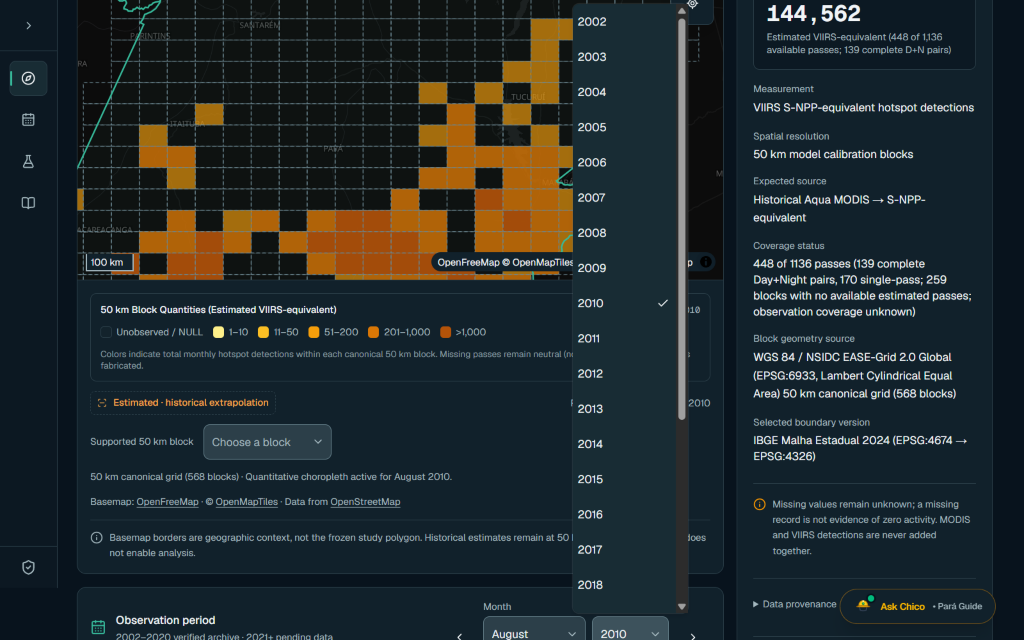 SANTARÉM
PARINTINS
TUCURUÍ
ITAITUBA
PARÁ
JACAREACANGA
100 km
OpenFreeMap © OpenMapTiles
50 km Block Quantities (Estimated VIIRS-equivalent)
Unobserved / NULL
1–10
11–50
51–200
201–1,000
>1,000
Colors indicate total monthly hotspot detections within each canonical 50 km block. Missing passes remain neutral
fabricated.
Estimated · historical extrapolation
2010
Supported 50 km block
Choose a block
50 km canonical grid (568 blocks) · Quantitative choropleth active for August 2010.
Basemap: OpenFreeMap · © OpenMapTiles · Data from OpenStreetMap
Basemap borders are geographic context, not the frozen study polygon. Historical estimates remain at 50
does
not enable analysis.
Observation period
2002–2020 verified archive · 2021+ pending data
Month
August
2010
2002
2003
2004
2005
2006
2007
2008
2009
2010
2011
2012
2013
2014
2015
2016
2017
2018
144,562
Estimated VIIRS-equivalent (448 of 1,136
available passes; 139 complete D+N pairs)
Measurement
VIIRS S-NPP-equivalent hotspot detections
Spatial resolution
50 km model calibration blocks
Expected source
Historical Aqua MODIS → S-NPP-
equivalent
Coverage status
448 of 1136 passes (139 complete
Day+Night pairs, 170 single-pass; 259
blocks with no available estimated passes;
observation coverage unknown)
Block geometry source
WGS 84 / NSIDC EASE-Grid 2.0 Global
(EPSG:6933, Lambert Cylindrical Equal
Area) 50 km canonical grid (568 blocks)
Selected boundary version
IBGE Malha Estadual 2024 (EPSG:4674 →
EPSG:4326)
Missing values remain unknown; a missing
record is not evidence of zero activity. MODIS
and VIIRS detections are never added
together.
Data provenance
Ask Chico • Pará Guide